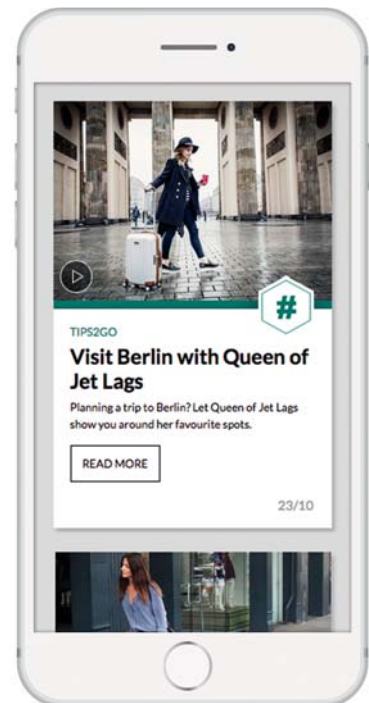 #
TIPS2GO
Visit Berlin with Queen of
Jet Lags
Planning a trip to Berlin? Let Queen of Jet Lags
show you around her favourite spots.
READ MORE
23/10